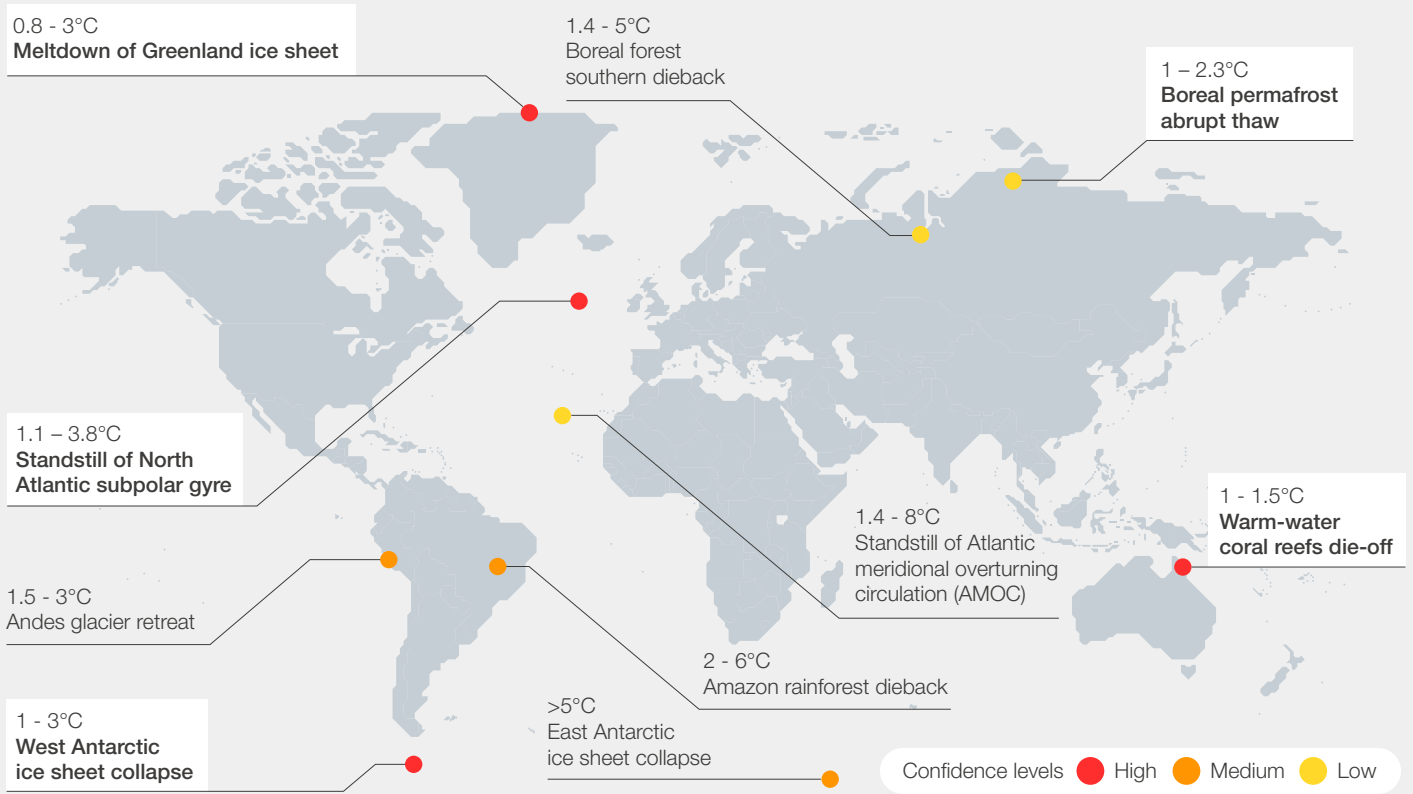 0.8 - 3°C
Meltdown of Greenland ice sheet
1.4 - 5°C
Boreal forest
southern dieback
1 – 2.3°C
Boreal permafrost
abrupt thaw
1.1 – 3.8°C
Standstill of North
Atlantic subpolar gyre
1 - 1.5°C
Warm-water
coral reefs die-off
1.4 - 8°C
Standstill of Atlantic
meridional overturning
circulation (AMOC)
1.5 - 3°C
Andes glacier retreat
2 - 6°C
Amazon rainforest dieback
>5°C
East Antarctic
ice sheet collapse
1 - 3°C
West Antarctic
ice sheet collapse
Confidence levels High Medium Low